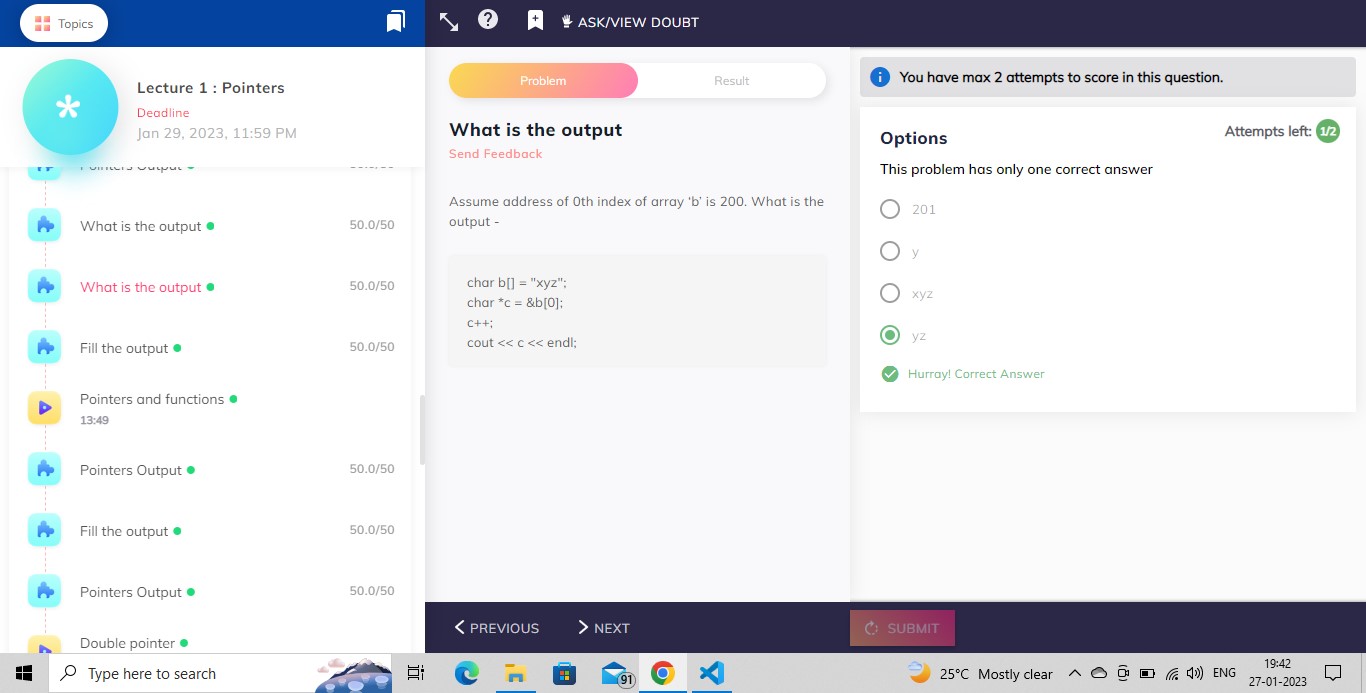 Topics
ASK/VIEW DOUBT
Lecture 1 : Pointers
Deadline
Jan 29, 2023, 11:59 PM
Pointers Output
What is the output 50.0/50
What is the output 50.0/50
Fill the output 50.0/50
Pointers and functions
13:49
Pointers Output 50.0/50
Fill the output 50.0/50
Pointers Output 50.0/50
Double pointer
Problem Result
What is the output
Send Feedback
Assume address of 0th index of array ‘b’ is 200. What is the
output -
char b[] = "xyz";
char *c = &b[0];
c++;
cout << c << endl;
PREVIOUS NEXT
You have max 2 attempts to score in this question.
Options
Attempts left: 1/2
This problem has only one correct answer
201
y
xyz
yz
Hurray! Correct Answer
SUBMIT
Type here to search
91
25°C Mostly clear
ENG
19:42
27-01-2023